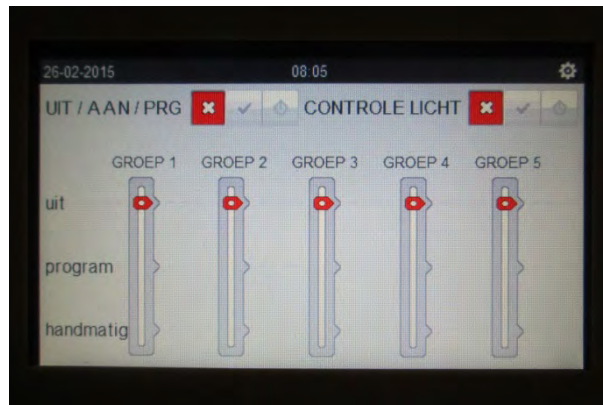 26-02-2015 08:05
UIT / AAN / PRG CONTROLE LICHT
GROEP 1 GROEP 2 GROEP 3 GROEP 4 GROEP 5
uit
program
handmatig